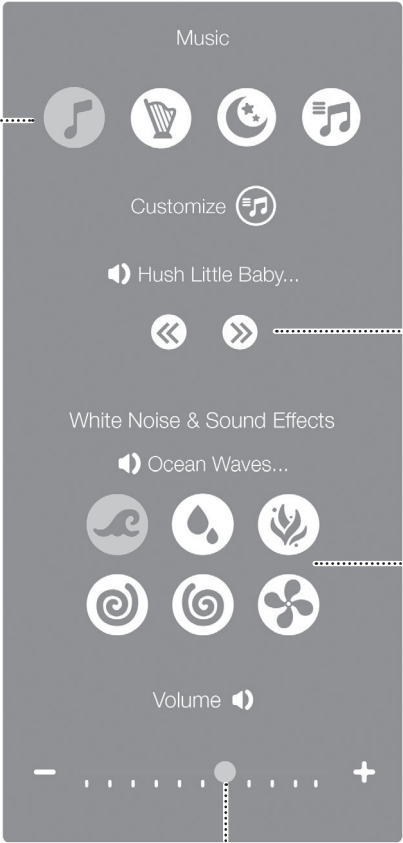 Music
Customize
Hush Little Baby...
White Noise & Sound Effects
Ocean Waves...
Volume